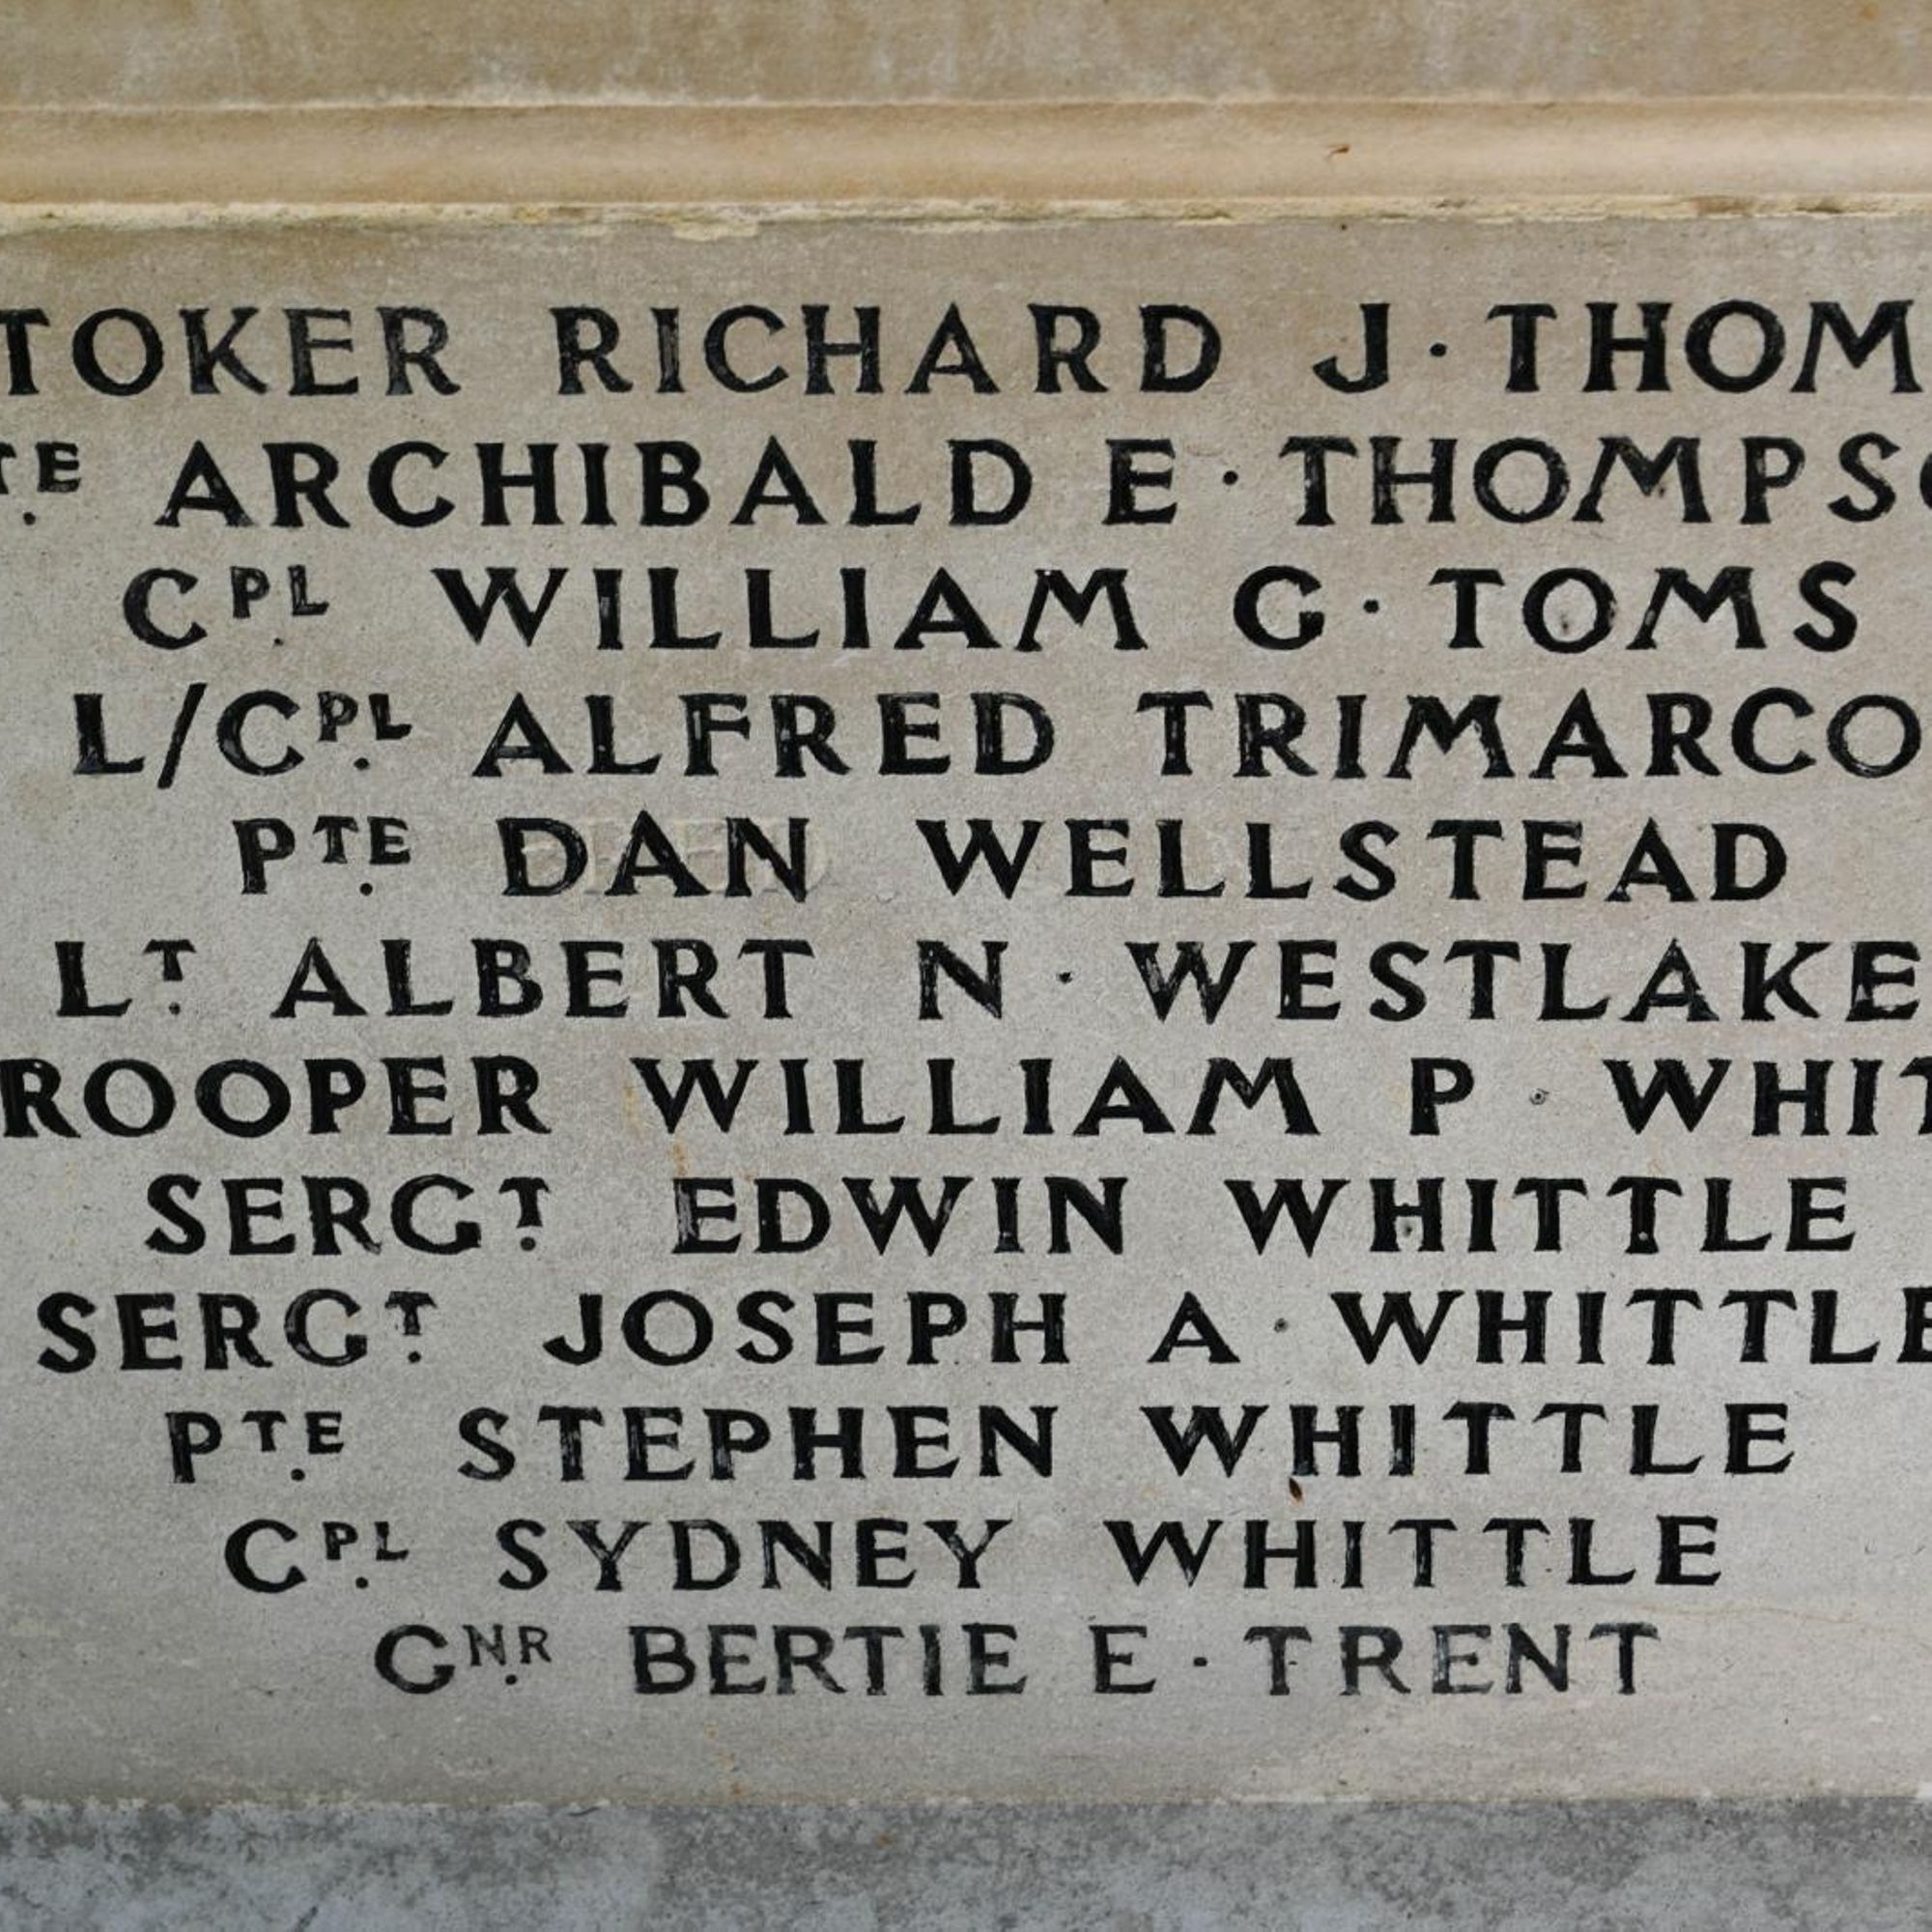 TOKER RICHARD J·THOM
TE ARCHIBALD E·THOMPSO
CPL WILLIAM G·TOMS
L/CPL ALFRED TRIMARCO
PTE DAN WELLSTEAD
LT ALBERT N·WESTLAKE
ROOPER WILLIAM P·WHIT
SERGT EDWIN WHITTLE
SERGT JOSEPH A·WHITTLE
PTE STEPHEN WHITTLE
CPL SYDNEY WHITTLE
GNR BERTIE E·TRENT